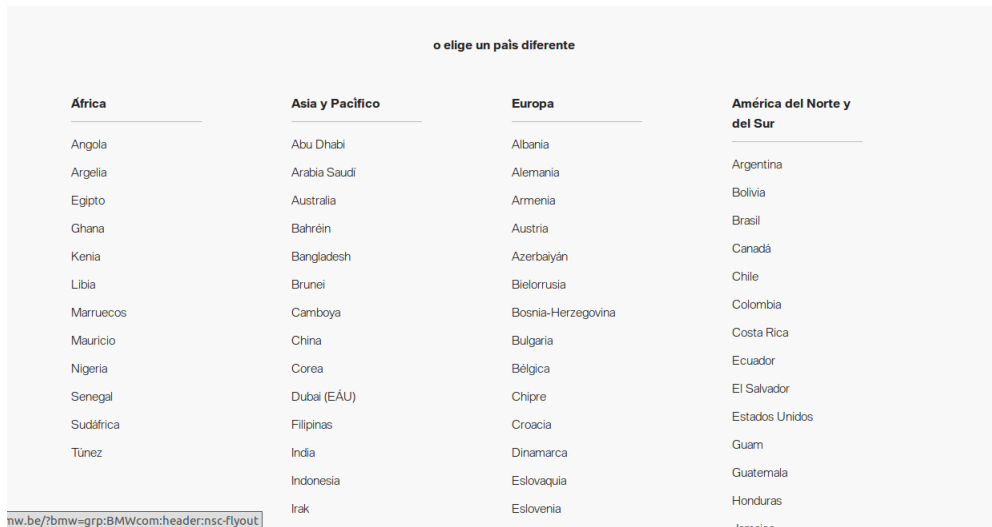 o elige un país diferente
África
Angola
Argelia
Egipto
Ghana
Kenia
Libia
Marruecos
Mauricio
Nigeria
Senegal
Sudáfrica
Túnez
Asia y Pacífico
Abu Dhabi
Arabia Saudí
Australia
Bahréin
Bangladesh
Brunei
Camboya
China
Corea
Dubai (EÁU)
Filipinas
India
Indonesia
Irak
Europa
Albania
Alemania
Armenia
Austria
Azerbaiyán
Bielorrusia
Bosnia-Herzegovina
Bulgaria
Bélgica
Chipre
Croacia
Dinamarca
Eslovaquia
Eslovenia
América del Norte y
del Sur
Argentina
Bolivia
Brasil
Canadá
Chile
Colombia
Costa Rica
Ecuador
El Salvador
Estados Unidos
Guam
Guatemala
Honduras
mw.be/?bmw=grp:BMWcom:header:nsc-flyout